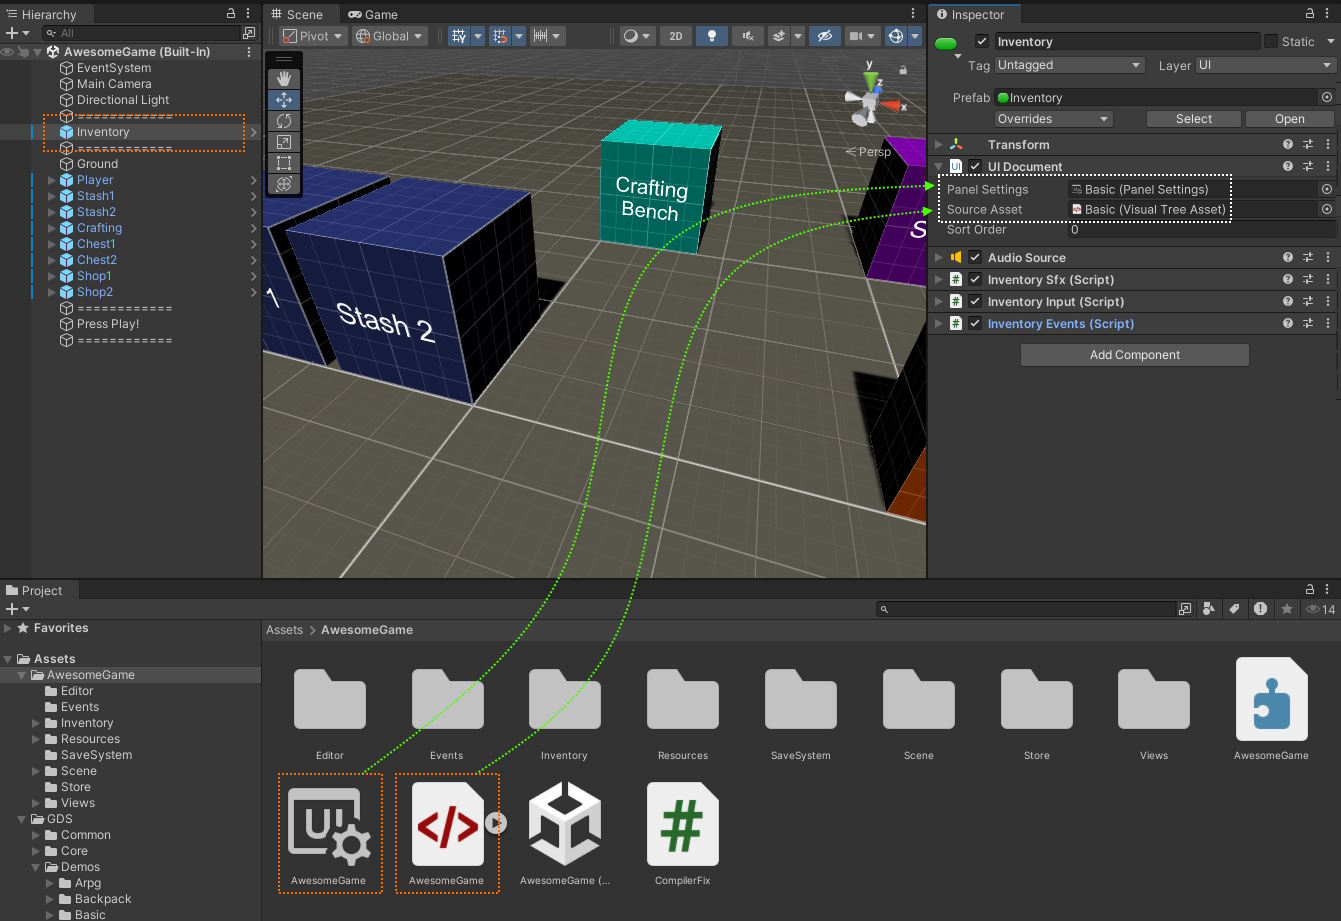 Hierarchy
All
AwesomeGame (Built-In)
EventSystem
Main Camera
Directional Light
============
Inventory
============
Ground
Player
Stash1
Stash2
Crafting
Chest1
Chest2
Shop1
Shop2
============
Press Play!
============
Scene
Game
Pivot
Global
2D
y
z
x
Persp
Crafting
Bench
1
Stash 2
S
Inspector
Inventory
Static
Tag
Untagged
Layer
UI
Prefab
Inventory
Overrides
Select
Open
Transform
UI
UI Document
Panel Settings
Basic (Panel Settings)
Source Asset
Basic (Visual Tree Asset)
Sort Order
0
Audio Source
#
Inventory Sfx (Script)
#
Inventory Input (Script)
#
Inventory Events (Script)
Add Component
Project
14
Favorites
Assets
AwesomeGame
Editor
Events
Inventory
Resources
SaveSystem
Scene
Store
Views
GDS
Common
Core
Demos
Arpg
Backpack
Basic
Assets > AwesomeGame
Editor
Events
Inventory
Resources
SaveSystem
Scene
Store
Views
AwesomeGame
UI
</>
#
AwesomeGame
AwesomeGame
AwesomeGame (...
CompilerFix